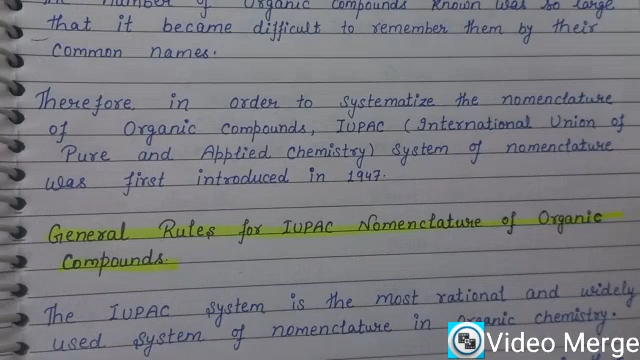 The number of Organic compounds known was so large
that it became difficult to remember them by their
common names.
Therefore, in order to systematize the nomenclature
of Organic compounds, IUPAC (International Union of
Pure and Applied Chemistry) system of nomenclature
was first introduced in 1947.
General Rules for IUPAC Nomenclature of Organic
Compounds.
The IUPAC system is the most rational and widely
used system of nomenclature in organic chemistry.
Video Merge